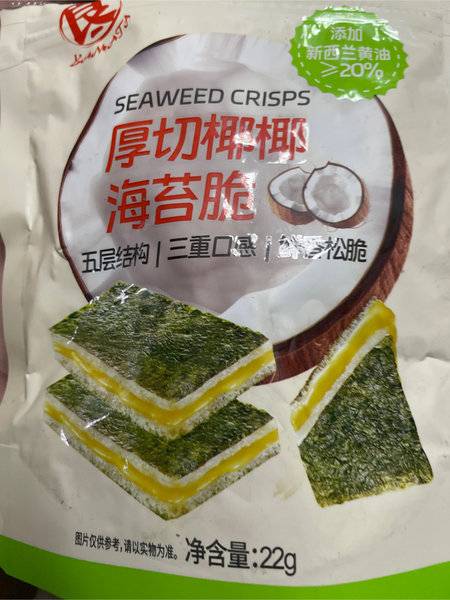 添加
新西兰黄油
≥20%
SEAWEED CRISPS
厚切椰椰
海苔脆
五层结构 | 三重口感 | 鲜香松脆
图片仅供参考,请以实物为准。 净含量:22g